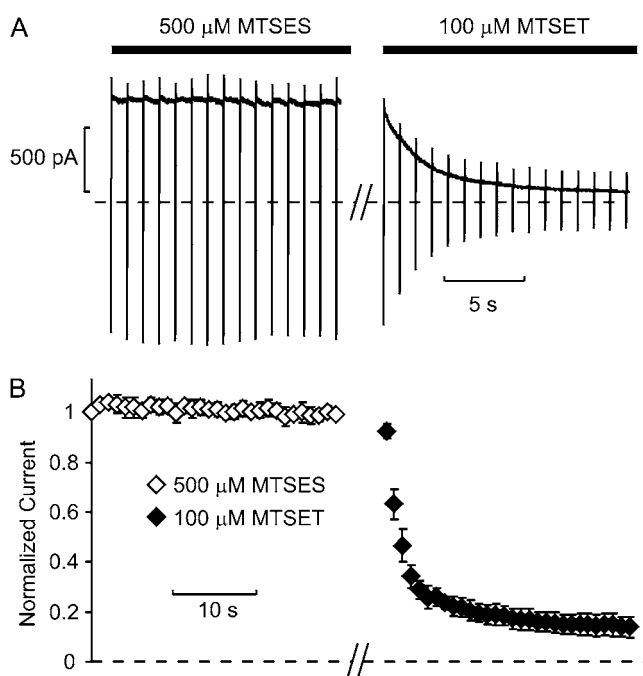 A
500 μM MTSES
100 μM MTSET
500 pA
5 s
B
Normalized Current
1
0.8
0.6
0.4
0.2
0
500 μM MTSES
100 μM MTSET
10 s